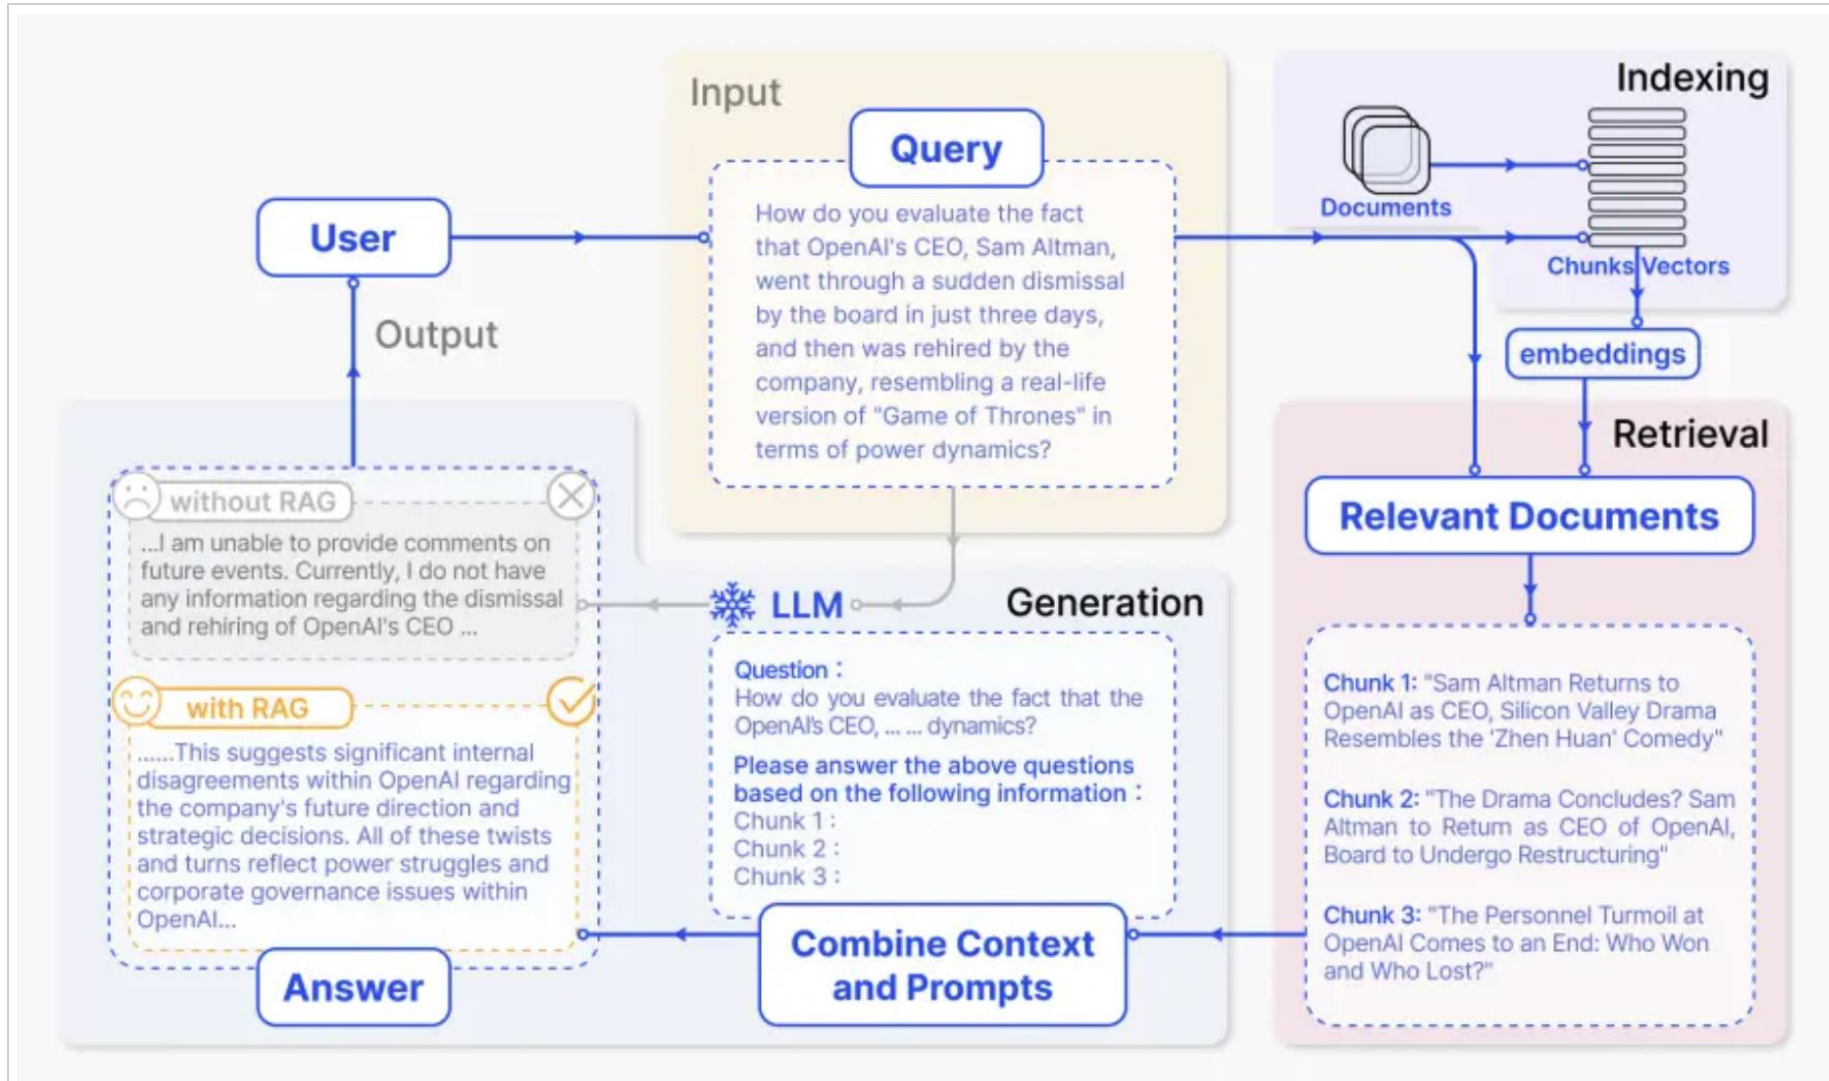 Input
Query
How do you evaluate the fact
that OpenAI's CEO, Sam Altman,
went through a sudden dismissal
by the board in just three days,
and then was rehired by the
company, resembling a real-life
version of "Game of Thrones" in
terms of power dynamics?
Indexing
Documents
Chunks Vectors
embeddings
User
Output
Retrieval
Relevant Documents
Chunk 1: "Sam Altman Returns to
OpenAI as CEO, Silicon Valley Drama
Resembles the 'Zhen Huan' Comedy"
Chunk 2: "The Drama Concludes? Sam
Altman to Return as CEO of OpenAI,
Board to Undergo Restructuring"
Chunk 3: "The Personnel Turmoil at
OpenAI Comes to an End: Who Won
and Who Lost?"
LLM
Generation
Question :
How do you evaluate the fact that the
OpenAI's CEO, ... ... dynamics?
Please answer the above questions
based on the following information :
Chunk 1 :
Chunk 2 :
Chunk 3 :
Combine Context
and Prompts
without RAG
...I am unable to provide comments on
future events. Currently, I do not have
any information regarding the dismissal
and rehiring of OpenAI's CEO ...
with RAG
......This suggests significant internal
disagreements within OpenAI regarding
the company's future direction and
strategic decisions. All of these twists
and turns reflect power struggles and
corporate governance issues within
OpenAI...
Answer